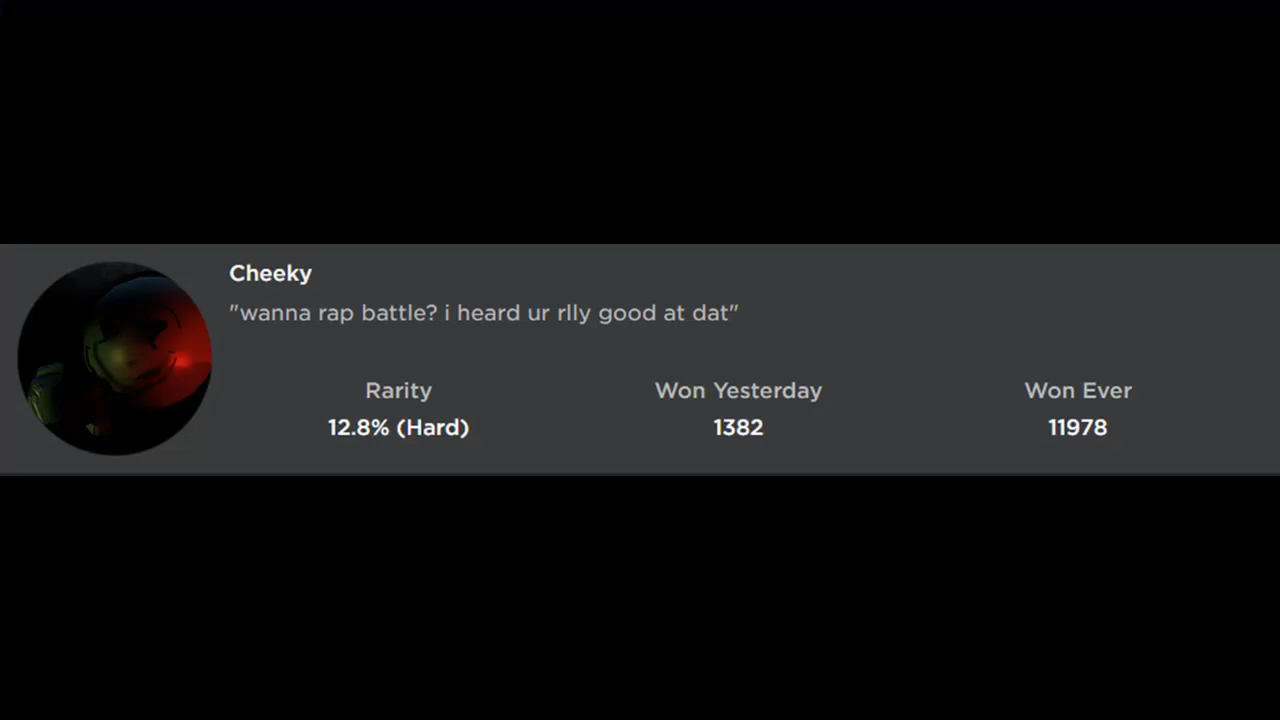 Cheeky
"wanna rap battle? i heard ur rlly good at dat"
Rarity Won Yesterday Won Ever
12.8% (Hard) 1382 11978